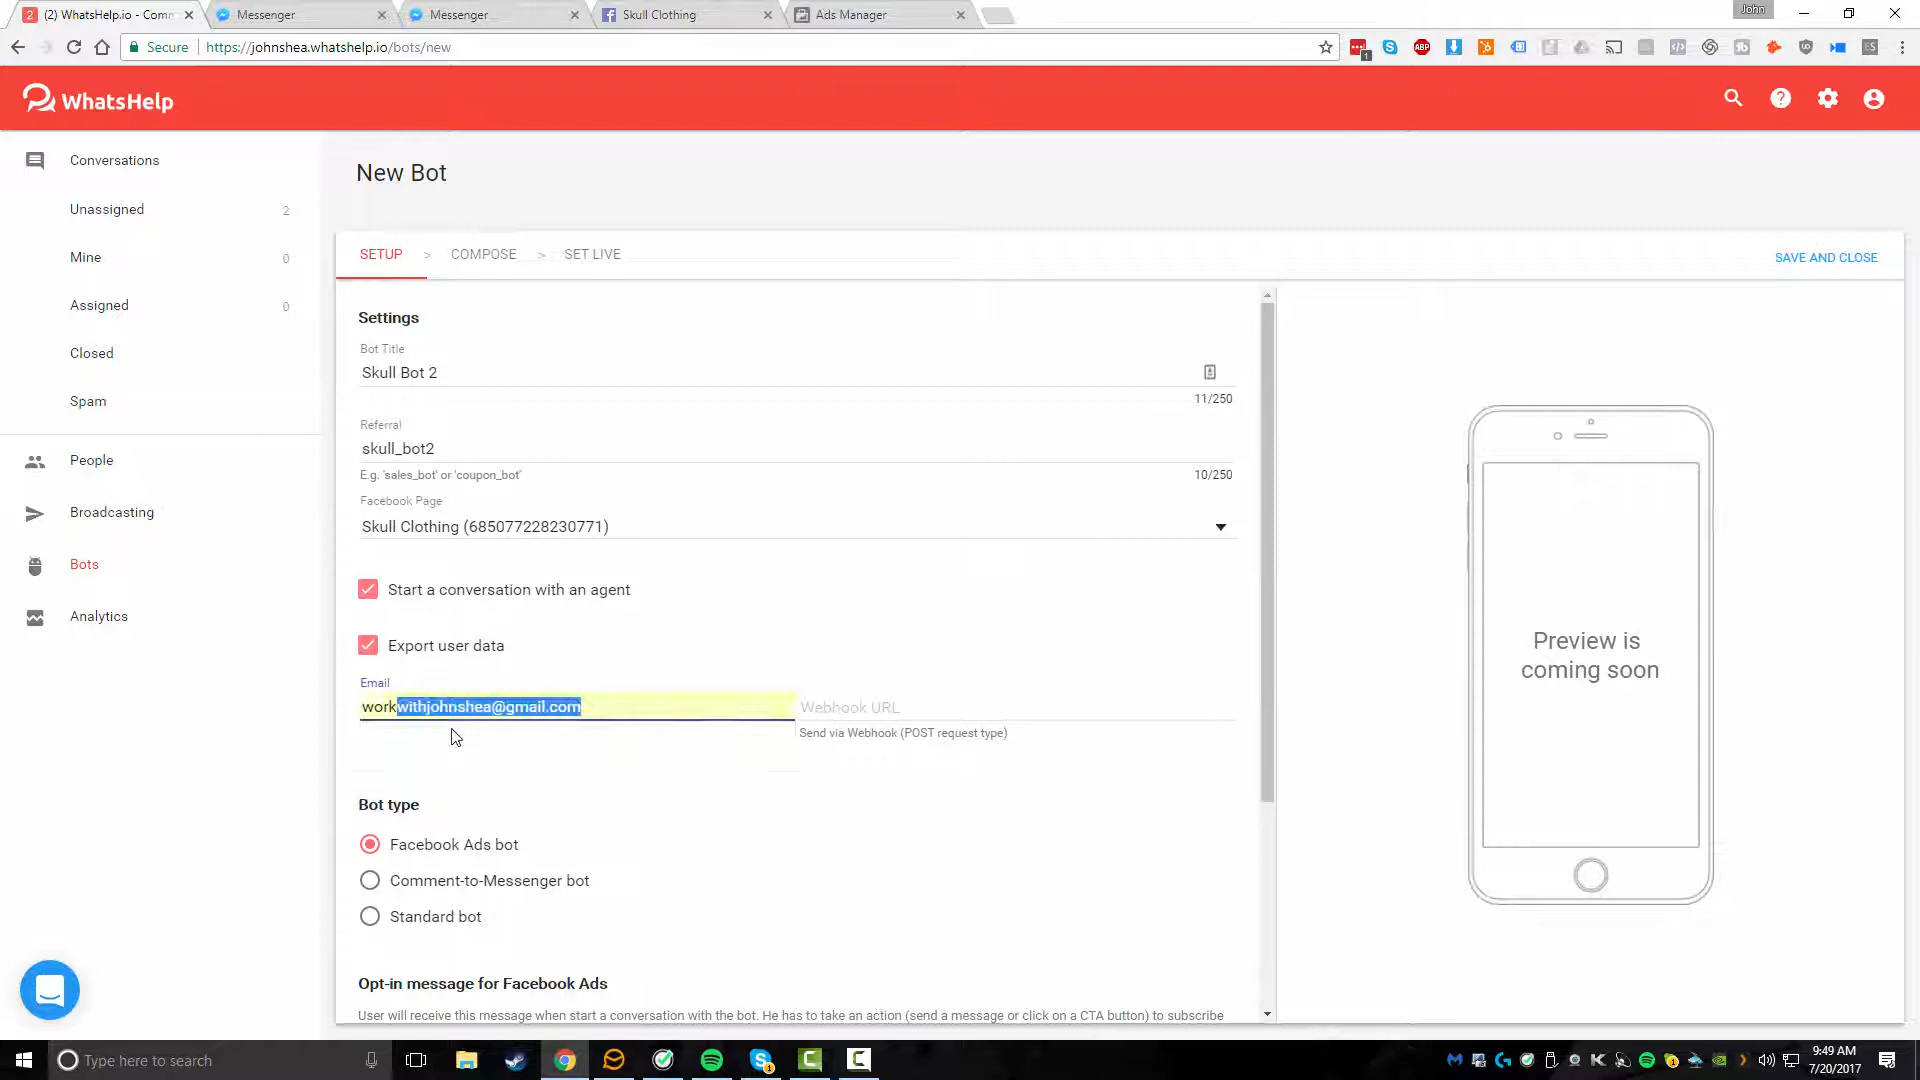 (2) WhatsHelp.io - Comm
Messenger
Messenger
Skull Clothing
Ads Manager
John
Secure
https://johnshea.whatshelp.io/bots/new
WhatsHelp
Conversations
Unassigned 2
Mine 0
Assigned 0
Closed
Spam
People
Broadcasting
Bots
Analytics
New Bot
SETUP > COMPOSE > SET LIVE
SAVE AND CLOSE
Settings
Bot Title
Skull Bot 2
11/250
Referral
skull_bot2
E.g. 'sales_bot' or 'coupon_bot'
10/250
Facebook Page
Skull Clothing (685077228230771)
Start a conversation with an agent
Export user data
Email
workwithjohnshea@gmail.com
Webhook URL
Send via Webhook (POST request type)
Bot type
Facebook Ads bot
Comment-to-Messenger bot
Standard bot
Opt-in message for Facebook Ads
User will receive this message when start a conversation with the bot. He has to take an action (send a message or click on a CTA button) to subscribe
Preview is
coming soon
Type here to search
9:49 AM
7/20/2017